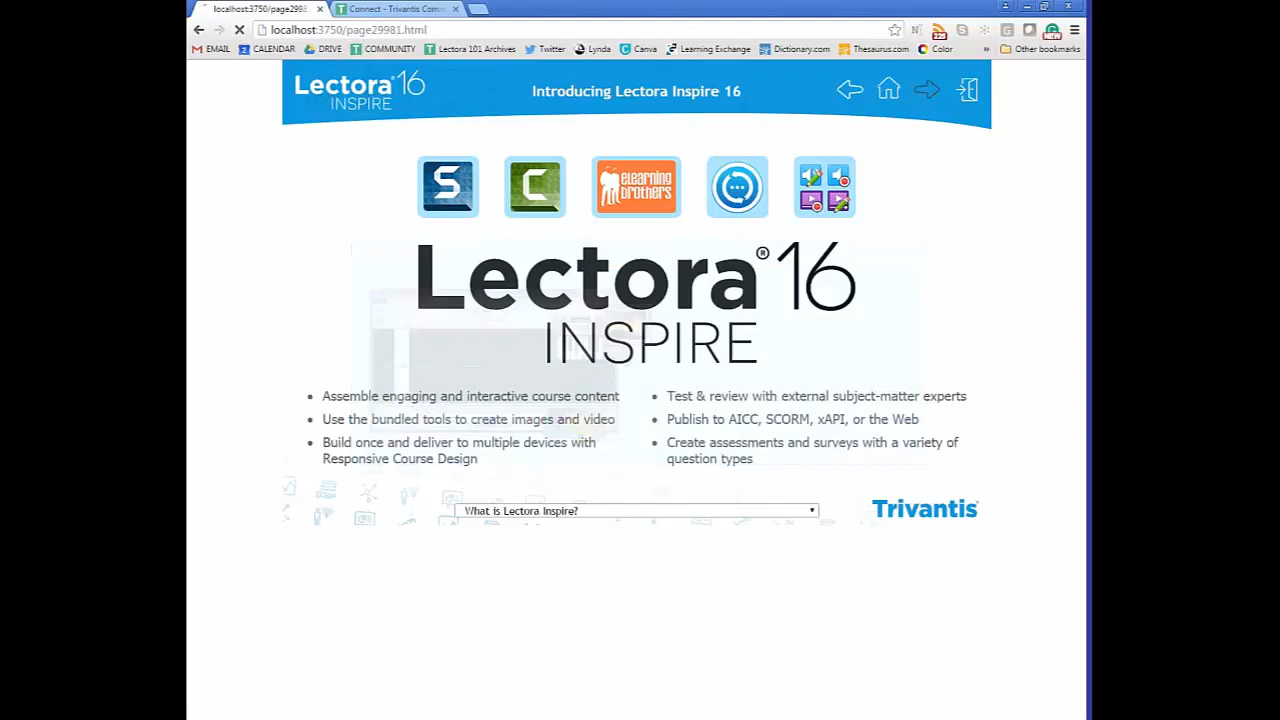 localhost:3750/page2998
Connect - Trivantis Com
localhost:3750/page29981.html
EMAIL
CALENDAR
DRIVE
COMMUNITY
Lectora 101 Archives
Twitter
Lynda
Canva
Learning Exchange
Dictionary.com
Thesaurus.com
Color
»
Other bookmarks
Lectora® 16
INSPIRE
Introducing Lectora Inspire 16
S
C
eLearning
brothers
Lectora® 16
INSPIRE
• Assemble engaging and interactive course content
• Use the bundled tools to create images and video
• Build once and deliver to multiple devices with
Responsive Course Design
• Test & review with external subject-matter experts
• Publish to AICC, SCORM, xAPI, or the Web
• Create assessments and surveys with a variety of
question types
What is Lectora Inspire?
Trivantis